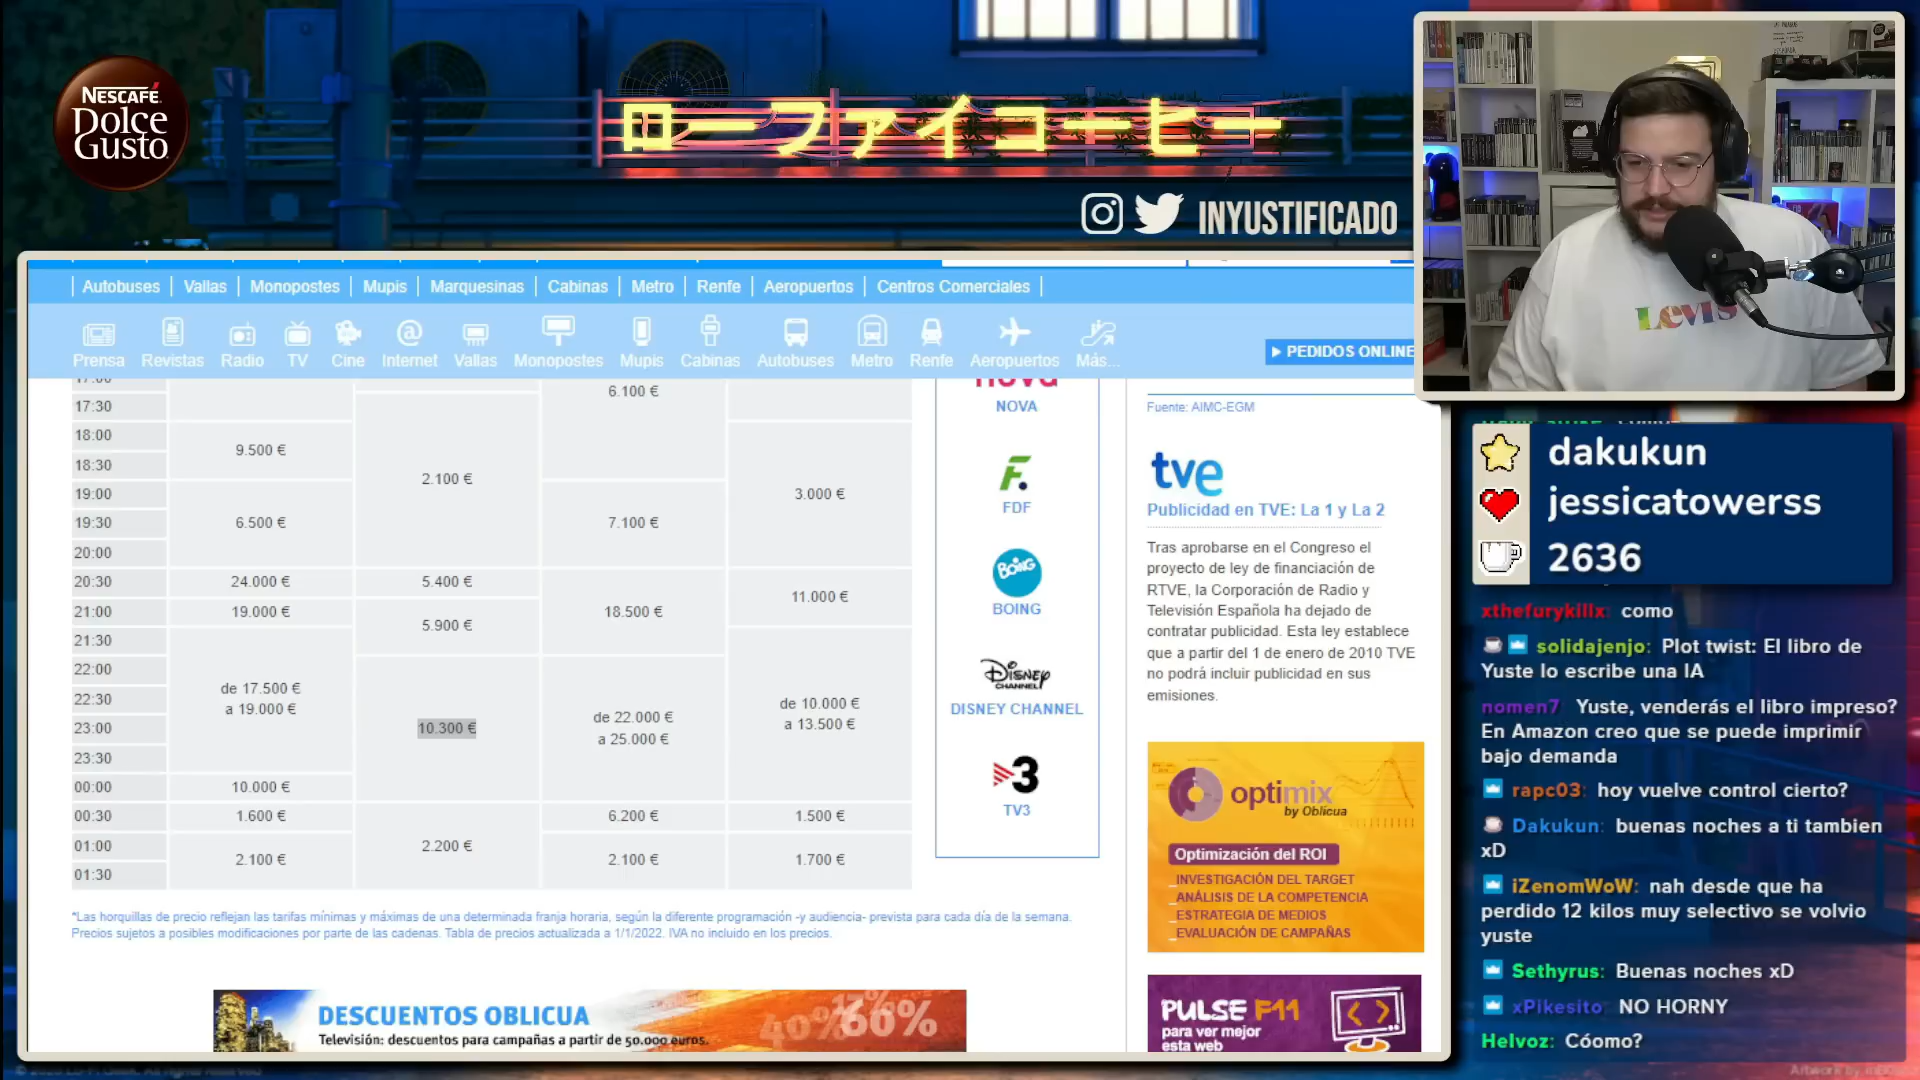 NESCAFÉ
Dolce
Gusto
ローファイコーヒー
INYUSTIFICADO
LEVI'S
Autobuses | Vallas | Monopostes | Mupis | Marquesinas | Cabinas | Metro | Renfe | Aeropuertos | Centros Comerciales
Prensa Revistas Radio TV Cine Internet Vallas Monopostes Mupis Cabinas Autobuses Metro Renfe Aeropuertos Más...
PEDIDOS ONLINE
17:00
6.100 €
17:30
18:00
9.500 €
18:30
2.100 €
19:00
3.000 €
19:30
6.500 €
7.100 €
20:00
20:30
24.000 €
5.400 €
11.000 €
21:00
19.000 €
18.500 €
5.900 €
21:30
22:00
de 17.500 €
a 19.000 €
22:30
de 10.000 €
a 13.500 €
23:00
10.300 €
de 22.000 €
a 25.000 €
23:30
00:00
10.000 €
00:30
1.600 €
6.200 €
1.500 €
01:00
2.200 €
2.100 €
2.100 €
1.700 €
01:30
*Las horquillas de precio reflejan las tarifas mínimas y máximas de una determinada franja horaria, según la diferente programación -y audiencia- prevista para cada día de la semana.
Precios sujetos a posibles modificaciones por parte de las cadenas. Tabla de precios actualizada a 1/1/2022. IVA no incluido en los precios.
DESCUENTOS OBLICUA
Televisión: descuentos para campañas a partir de 50.000 euros.
40% 60%
nova
NOVA
F.
FDF
BOING
BOING
DISNEY
CHANNEL
DISNEY CHANNEL
3
TV3
Fuente: AIMC-EGM
tve
Publicidad en TVE: La 1 y La 2
Tras aprobarse en el Congreso el
proyecto de ley de financiación de
RTVE, la Corporación de Radio y
Televisión Española ha dejado de
contratar publicidad. Esta ley establece
que a partir del 1 de enero de 2010 TVE
no podrá incluir publicidad en sus
emisiones.
optimix
by Oblicua
Optimización del ROI
_INVESTIGACIÓN DEL TARGET
_ANÁLISIS DE LA COMPETENCIA
_ESTRATEGIA DE MEDIOS
_EVALUACIÓN DE CAMPAÑAS
PULSE F11
para ver mejor
esta web
dakukun
jessicatowerss
2636
xthefurykillx: como
solidajenjo: Plot twist: El libro de
Yuste lo escribe una IA
nomen7 Yuste, venderás el libro impreso?
En Amazon creo que se puede imprimir
bajo demanda
rapc03: hoy vuelve control cierto?
Dakukun: buenas noches a ti tambien
xD
iZenomWoW: nah desde que ha
perdido 12 kilos muy selectivo se volvio
yuste
Sethyrus: Buenas noches xD
xPikesito NO HORNY
Helvoz: Cóomo?